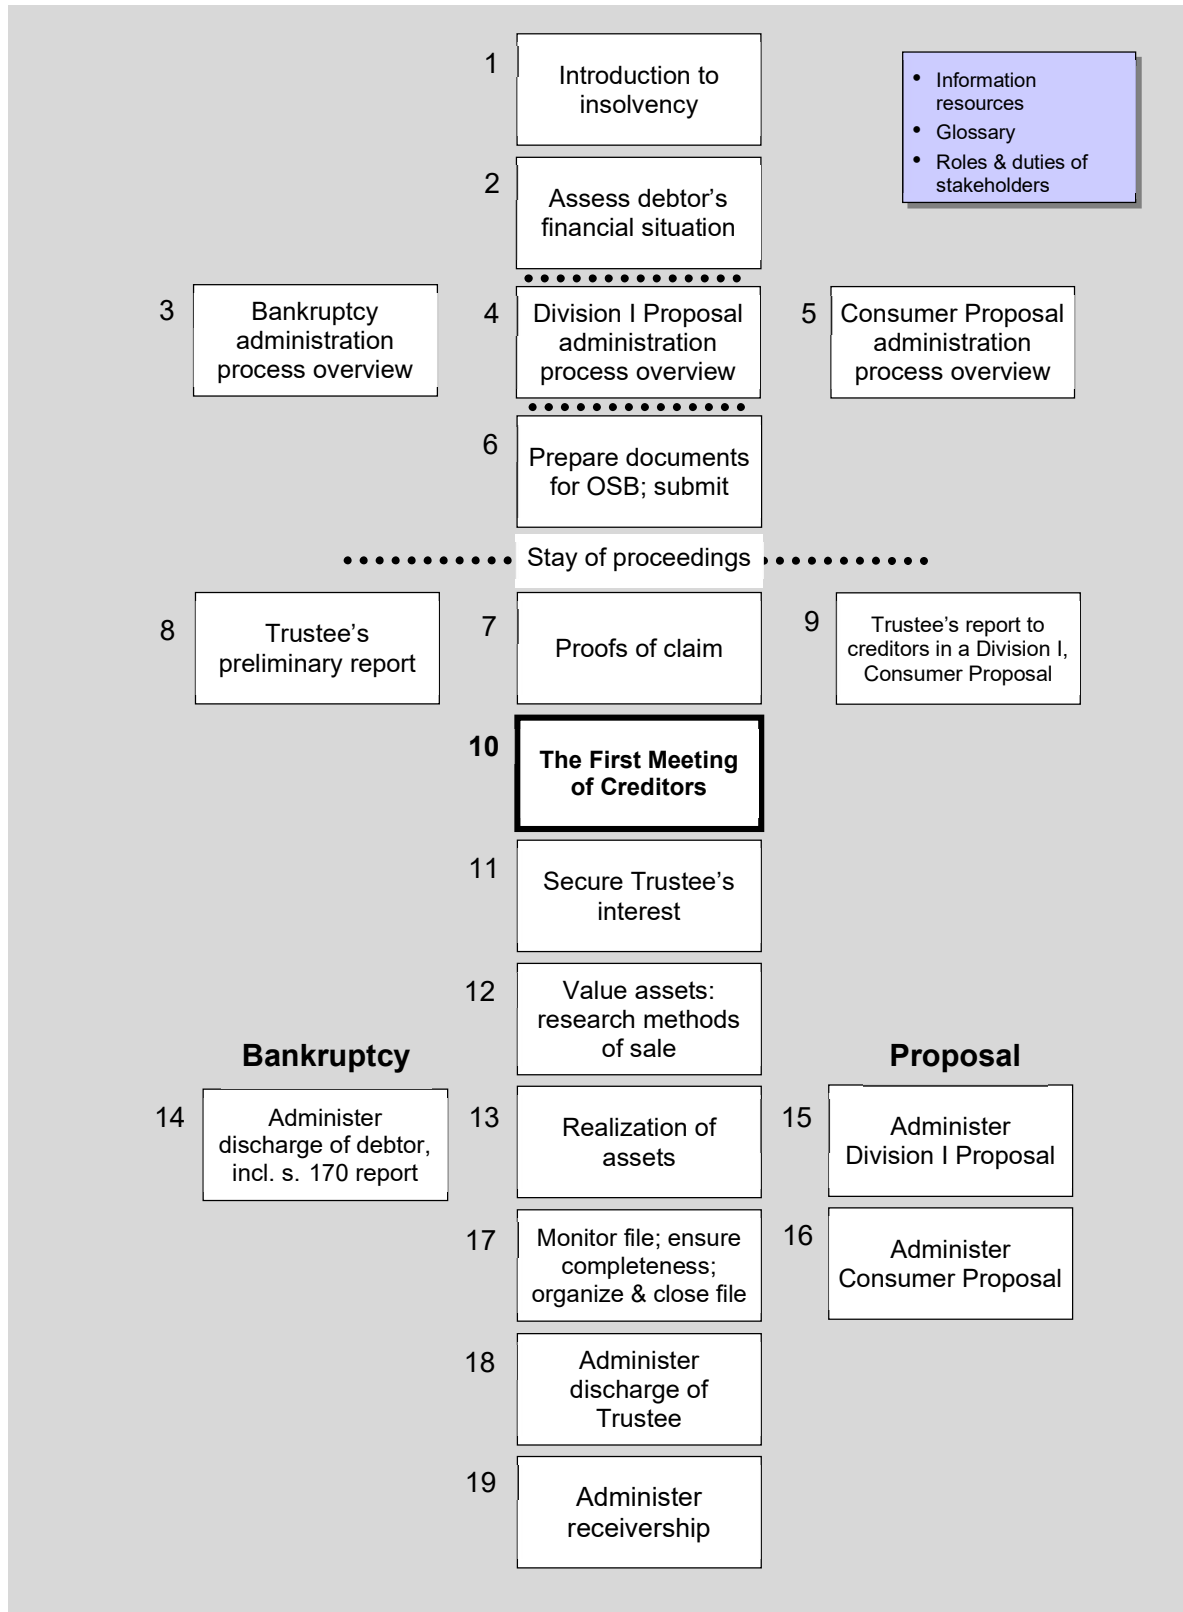 1
Introduction to
insolvency
• Information
resources
• Glossary
• Roles & duties of
stakeholders
2
Assess debtor's
financial situation
3
Bankruptcy
administration
process overview
4
Division I Proposal
administration
process overview
5
Consumer Proposal
administration
process overview
6
Prepare documents
for OSB; submit
Stay of proceedings
8
Trustee's
preliminary report
7
Proofs of claim
9
Trustee's report to
creditors in a Division I,
Consumer Proposal
10
The First Meeting
of Creditors
11
Secure Trustee's
interest
12
Value assets:
research methods
of sale
Bankruptcy
Proposal
14
Administer
discharge of debtor,
incl. s. 170 report
13
Realization of
assets
15
Administer
Division I Proposal
17
Monitor file; ensure
completeness;
organize & close file
16
Administer
Consumer Proposal
18
Administer
discharge of
Trustee
19
Administer
receivership